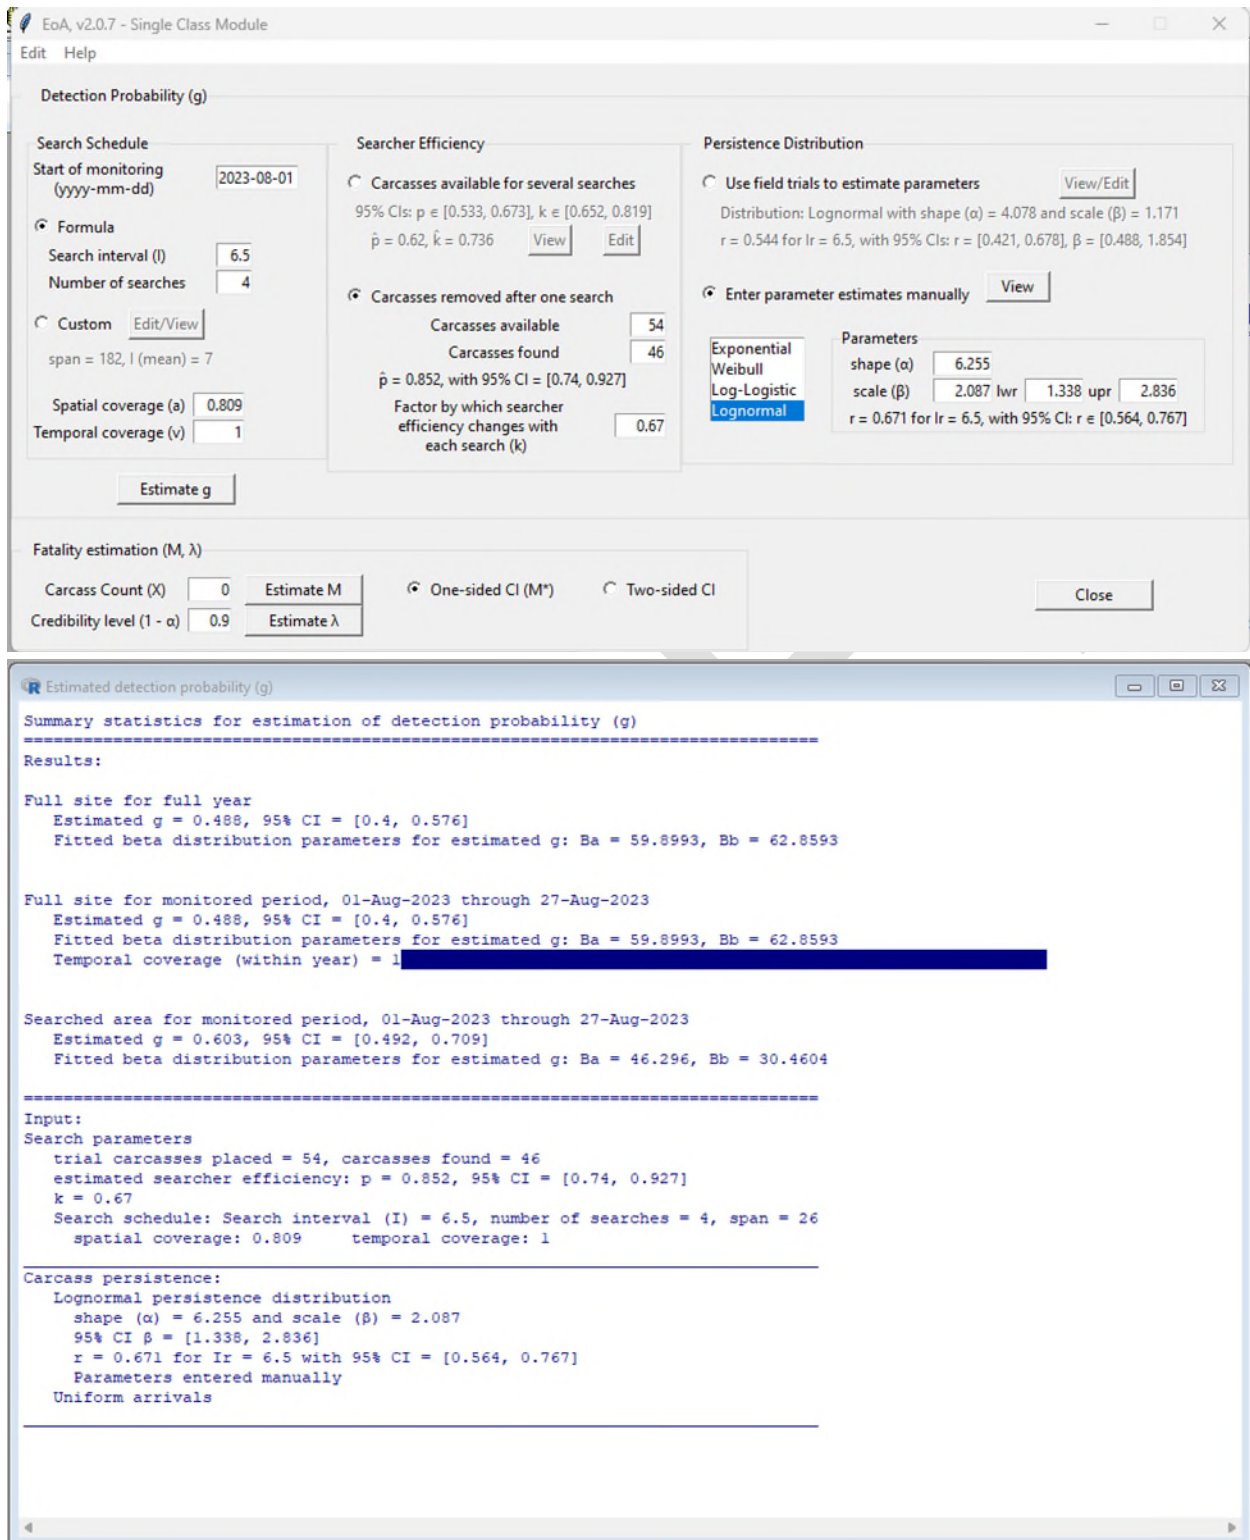 EoA, v2.0.7 - Single Class Module
Edit Help
Detection Probability (g)
Search Schedule
Start of monitoring
(yyyy-mm-dd) 2023-08-01
Formula
Search interval (I) 6.5
Number of searches 4
Custom Edit/View
span = 182, I (mean) = 7
Spatial coverage (a) 0.809
Temporal coverage (v) 1
Estimate g
Searcher Efficiency
Carcasses available for several searches
95% CIs: p ∈ [0.533, 0.673], k ∈ [0.652, 0.819]
p̂ = 0.62, k̂ = 0.736 View Edit
Carcasses removed after one search
Carcasses available 54
Carcasses found 46
p̂ = 0.852, with 95% CI = [0.74, 0.927]
Factor by which searcher
efficiency changes with 0.67
each search (k)
Persistence Distribution
Use field trials to estimate parameters View/Edit
Distribution: Lognormal with shape (α) = 4.078 and scale (β) = 1.171
r = 0.544 for Ir = 6.5, with 95% CIs: r = [0.421, 0.678], β = [0.488, 1.854]
Enter parameter estimates manually View
Exponential
Weibull
Log-Logistic
Lognormal
Parameters
shape (α) 6.255
scale (β) 2.087 lwr 1.338 upr 2.836
r = 0.671 for Ir = 6.5, with 95% CI: r ∈ [0.564, 0.767]
Fatality estimation (M, λ)
Carcass Count (X) 0 Estimate M One-sided CI (M*) Two-sided CI
Credibility level (1 - α) 0.9 Estimate λ
Close
Estimated detection probability (g)
Summary statistics for estimation of detection probability (g)
================================================================================
Results:
Full site for full year
Estimated g = 0.488, 95% CI = [0.4, 0.576]
Fitted beta distribution parameters for estimated g: Ba = 59.8993, Bb = 62.8593
Full site for monitored period, 01-Aug-2023 through 27-Aug-2023
Estimated g = 0.488, 95% CI = [0.4, 0.576]
Fitted beta distribution parameters for estimated g: Ba = 59.8993, Bb = 62.8593
Temporal coverage (within year) = 1
Searched area for monitored period, 01-Aug-2023 through 27-Aug-2023
Estimated g = 0.603, 95% CI = [0.492, 0.709]
Fitted beta distribution parameters for estimated g: Ba = 46.296, Bb = 30.4604
================================================================================
Input:
Search parameters
trial carcasses placed = 54, carcasses found = 46
estimated searcher efficiency: p = 0.852, 95% CI = [0.74, 0.927]
k = 0.67
Search schedule: Search interval (I) = 6.5, number of searches = 4, span = 26
spatial coverage: 0.809 temporal coverage: 1
Carcass persistence:
Lognormal persistence distribution
shape (α) = 6.255 and scale (β) = 2.087
95% CI β = [1.338, 2.836]
r = 0.671 for Ir = 6.5 with 95% CI = [0.564, 0.767]
Parameters entered manually
Uniform arrivals